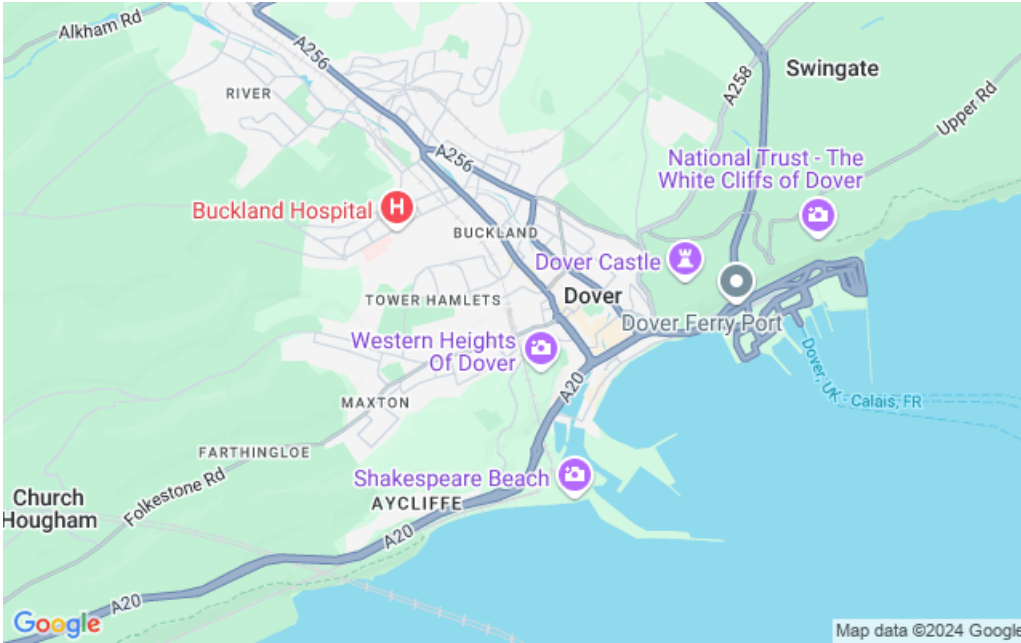 Alkham Rd
A256
RIVER
Swingate
A258
Upper Rd
A256
National Trust - The
White Cliffs of Dover
Buckland Hospital
H
BUCKLAND
Dover Castle
TOWER HAMLETS
Dover
Dover Ferry Port
Western Heights
Of Dover
A20
Dover, UK - Calais, FR
MAXTON
FARTHINGLOE
Shakespeare Beach
Folkestone Rd
Church
Hougham
AYCLIFFE
A20
A20
Google
Map data ©2024 Google